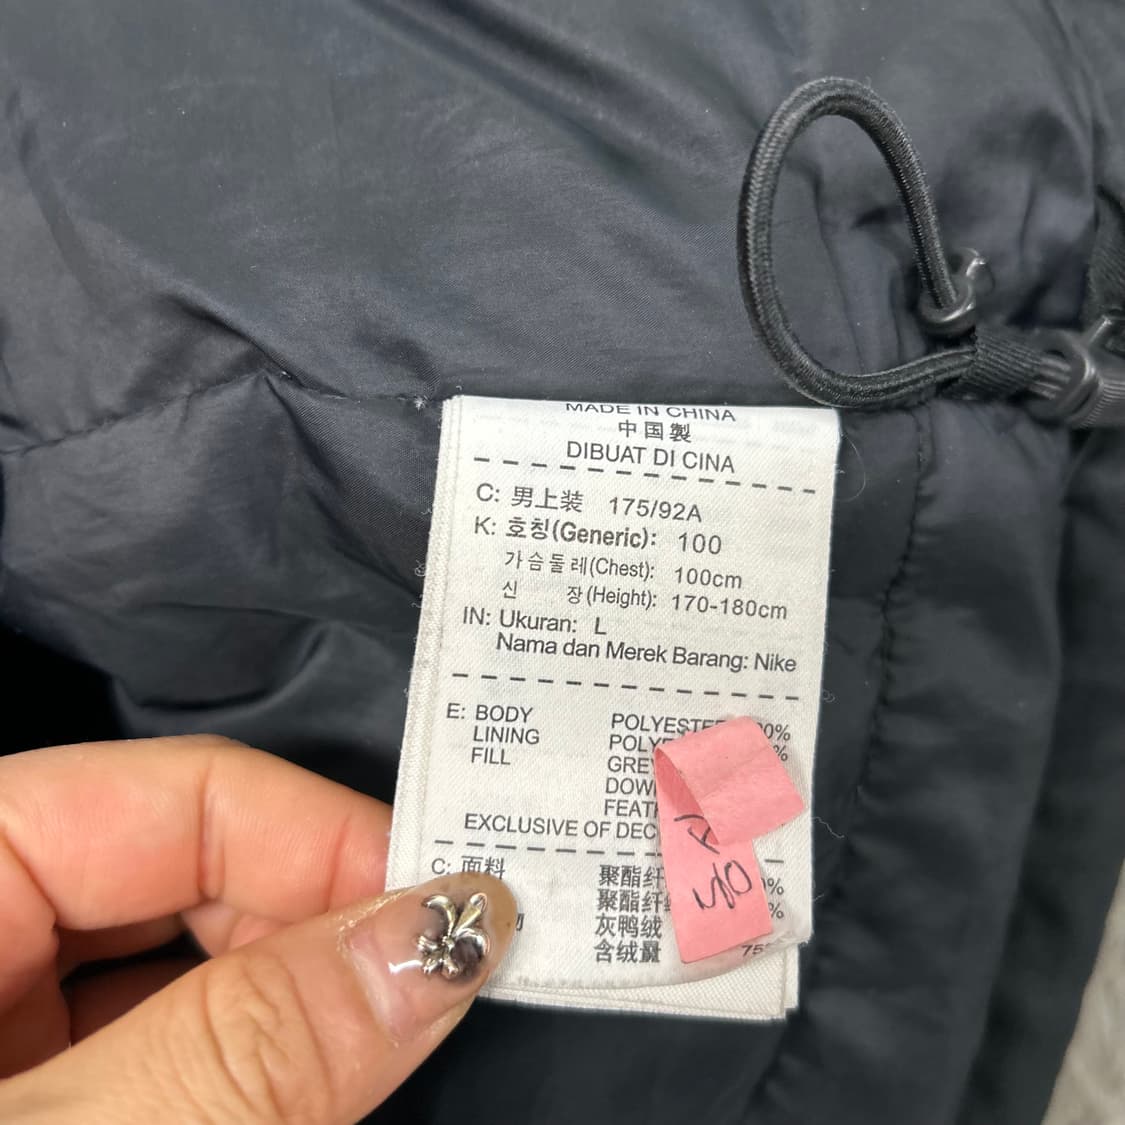 MADE IN CHINA
中国製
DIBUAT DI CINA
C: 男上装 175/92A
K: 호칭(Generic): 100
가슴둘레(Chest): 100cm
신 장(Height): 170-180cm
IN: Ukuran: L
Nama dan Merek Barang: Nike
E: BODY POLYESTER
LINING
FILL
EXCLUSIVE OF
C: 面料 聚酯纤
聚酯纤
灰鸭绒
含绒量